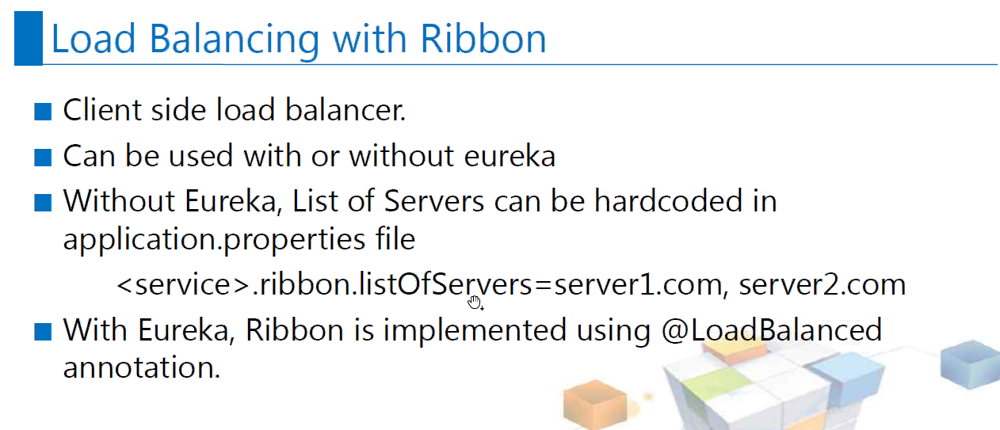 Load Balancing with Ribbon
Client side load balancer.
Can be used with or without eureka
Without Eureka, List of Servers can be hardcoded in
application.properties file
<service>.ribbon.listOfServers=server1.com, server2.com
With Eureka, Ribbon is implemented using @LoadBalanced
annotation.